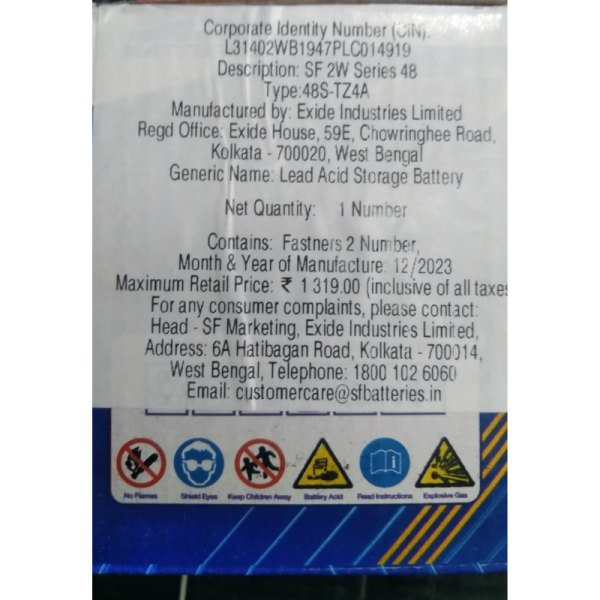 Corporate Identity Number (CIN):
L31402WB1947PLC014919
Description: SF 2W Series 48
Type:48S-TZ4A
Manufactured by: Exide Industries Limited
Regd Office: Exide House, 59E, Chowringhee Road,
Kolkata - 700020, West Bengal
Generic Name: Lead Acid Storage Battery
Net Quantity: 1 Number
Contains: Fastners 2 Number,
Month & Year of Manufacture: 12/2023
Maximum Retail Price: ₹ 1 319.00 (inclusive of all taxes
For any consumer complaints, please contact:
Head - SF Marketing, Exide Industries Limited,
Address: 6A Hatibagan Road, Kolkata - 700014,
West Bengal, Telephone: 1800 102 6060
Email: customercare@sfbatteries.in
No Flames Shield Eyes Keep Children Away Battery Acid Read Instructions Explosive Gas